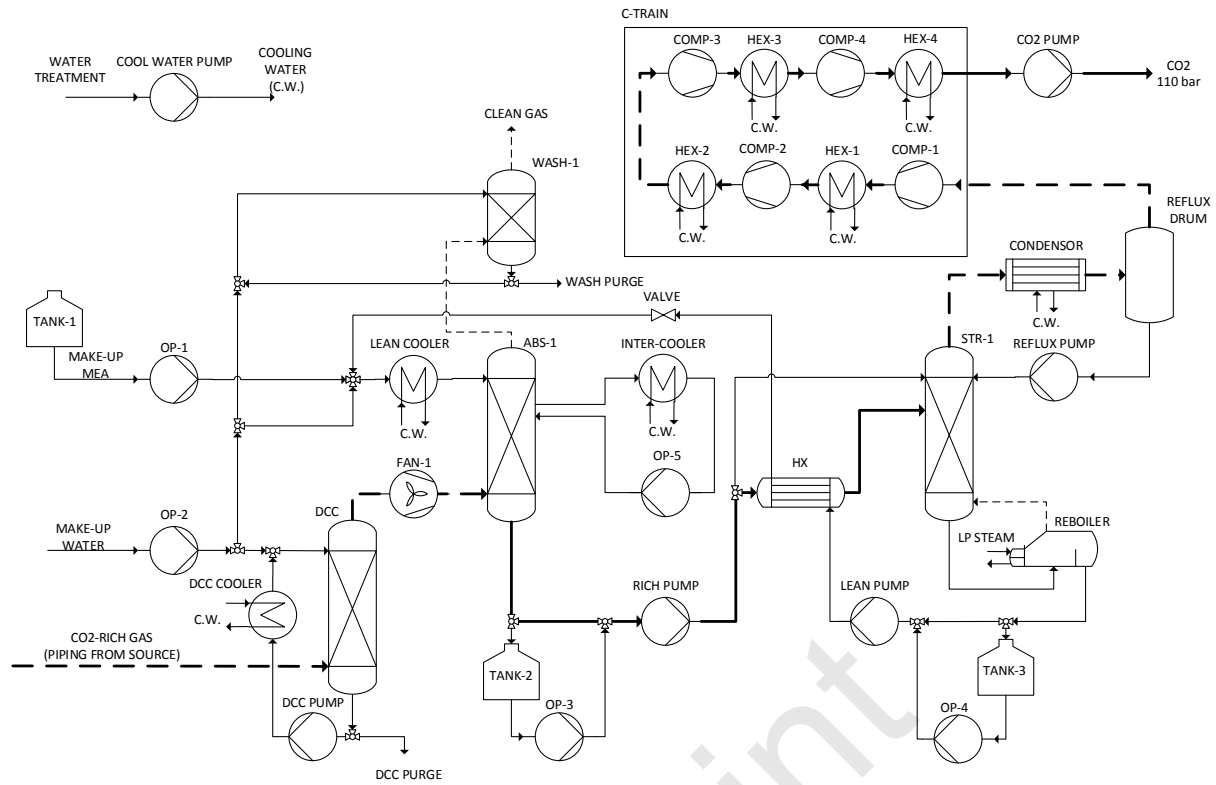 C-TRAIN
COMP-3
HEX-3
COMP-4
HEX-4
CO2 PUMP
CO2
110 bar
C.W.
C.W.
WATER
TREATMENT
COOL WATER PUMP
COOLING
WATER
(C.W.)
CLEAN GAS
WASH-1
HEX-2
COMP-2
HEX-1
COMP-1
C.W.
C.W.
REFLUX
DRUM
CONDENSOR
C.W.
WASH PURGE
VALVE
TANK-1
MAKE-UP
MEA
OP-1
LEAN COOLER
C.W.
ABS-1
INTER-COOLER
C.W.
STR-1
REFLUX PUMP
FAN-1
OP-5
HX
MAKE-UP
WATER
OP-2
DCC
DCC COOLER
C.W.
LP STEAM
REBOILER
RICH PUMP
LEAN PUMP
CO2-RICH GAS
(PIPING FROM SOURCE)
TANK-2
TANK-3
DCC PUMP
OP-3
OP-4
DCC PURGE
int